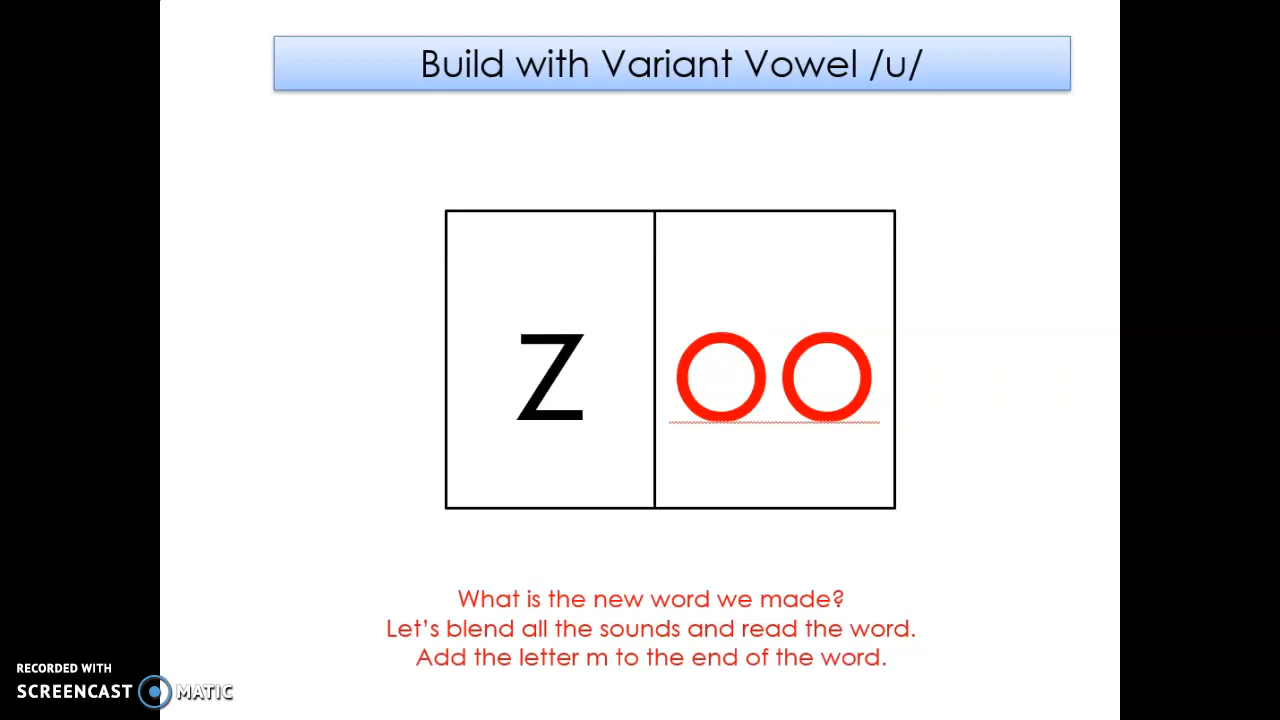 Build with Variant Vowel /u/
z oo
What is the new word we made?
Let's blend all the sounds and read the word.
Add the letter m to the end of the word.
RECORDED WITH
SCREENCAST MATIC